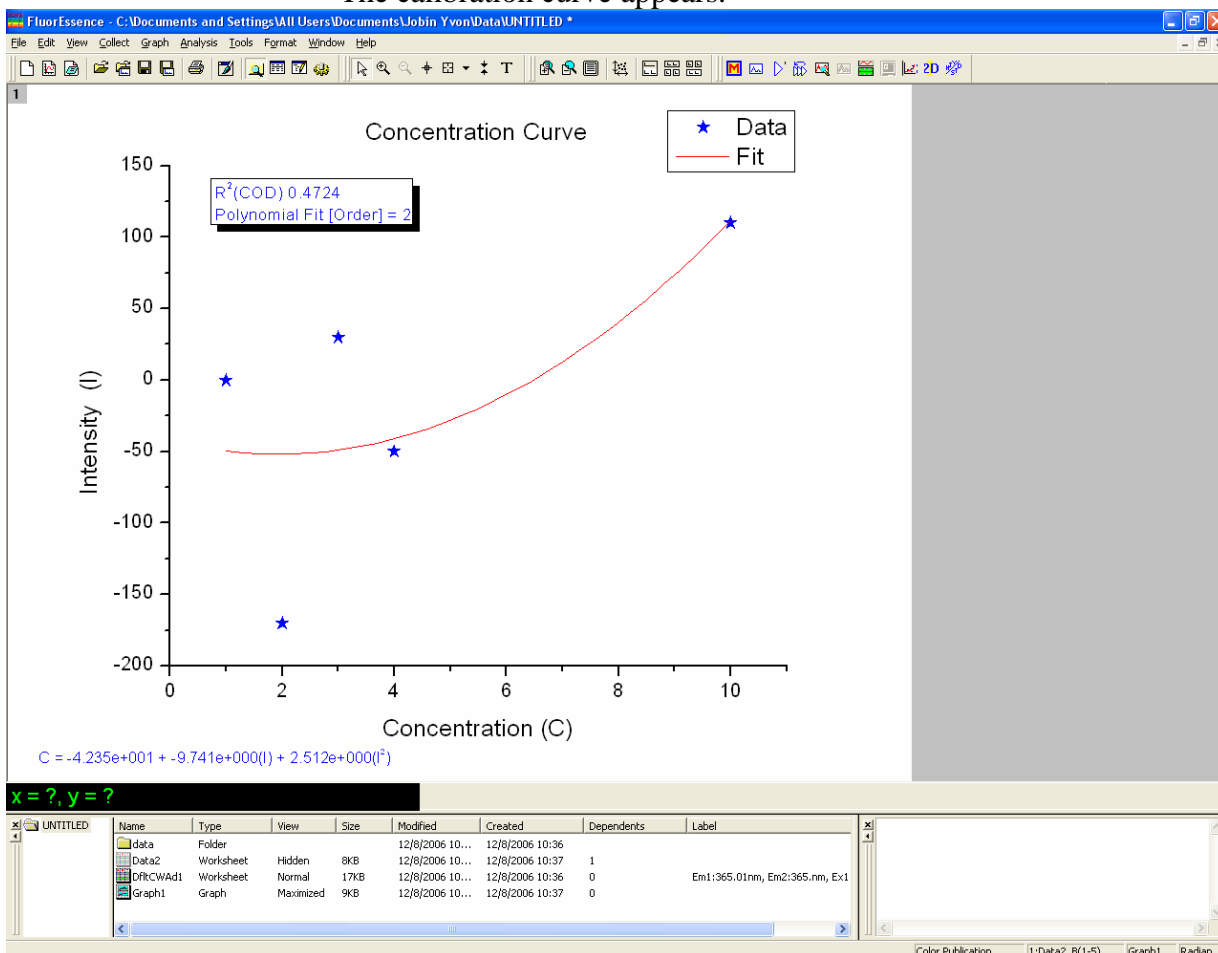 The calibration curve appears.
FluorEssence - C:\Documents and Settings\All Users\Documents\Jobin Yvon\Data\UNTITLED *
File Edit View Collect Graph Analysis Tools Format Window Help
T M 2D
1
Concentration Curve
Data
Fit
R²(COD) 0.4724
Polynomial Fit [Order] = 2
150
100
50
0
-50
-100
-150
-200
Intensity (I)
0 2 4 6 8 10
Concentration (C)
C = -4.235e+001 + -9.741e+000(I) + 2.512e+000(I²)
x = ?, y = ?
UNTITLED
Name Type View Size Modified Created Dependents Label
data Folder 12/8/2006 10... 12/8/2006 10:36
Data2 Worksheet Hidden 8KB 12/8/2006 10... 12/8/2006 10:37 1
DfltCWAd1 Worksheet Normal 17KB 12/8/2006 10... 12/8/2006 10:36 0 Em1:365.01nm, Em2:365.nm, Ex1
Graph1 Graph Maximized 9KB 12/8/2006 10... 12/8/2006 10:37 0
Color Publication 1:Data2_B(1-5) Graph1 Radian